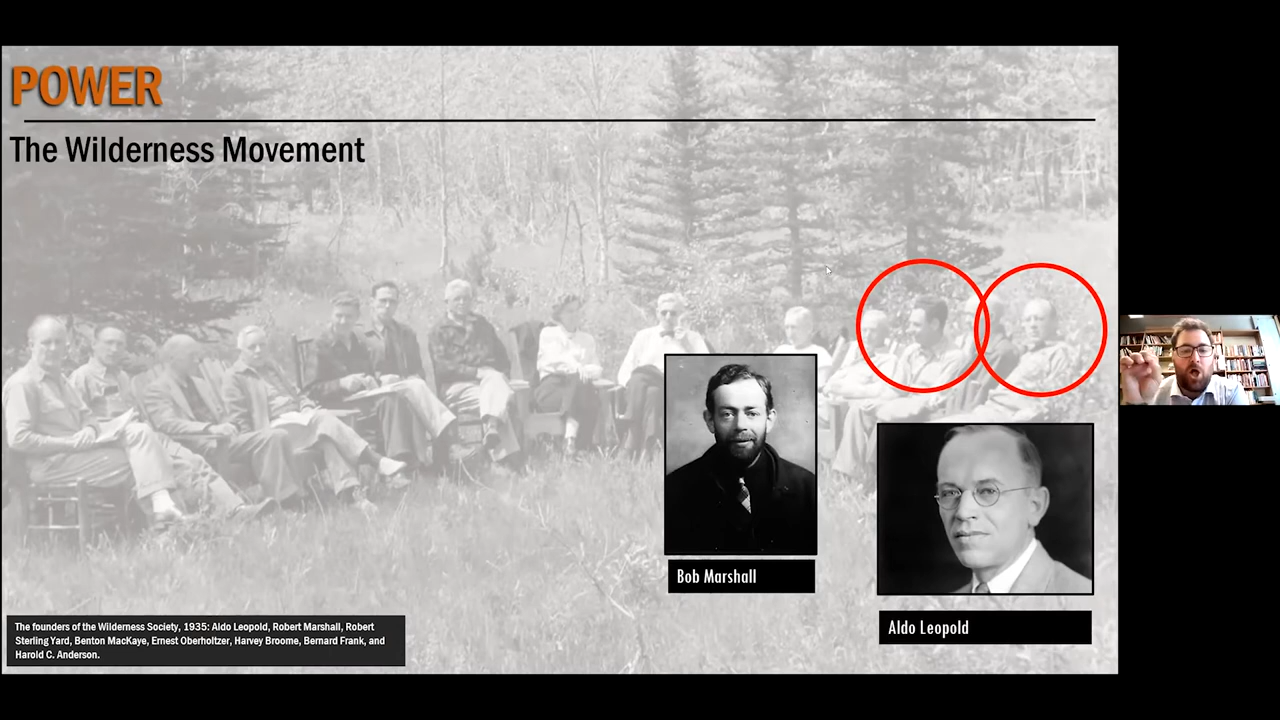 POWER
The Wilderness Movement
Bob Marshall
Aldo Leopold
The founders of the Wilderness Society, 1935: Aldo Leopold, Robert Marshall, Robert
Sterling Yard, Benton MacKaye, Ernest Oberholtzer, Harvey Broome, Bernard Frank, and
Harold C. Anderson.